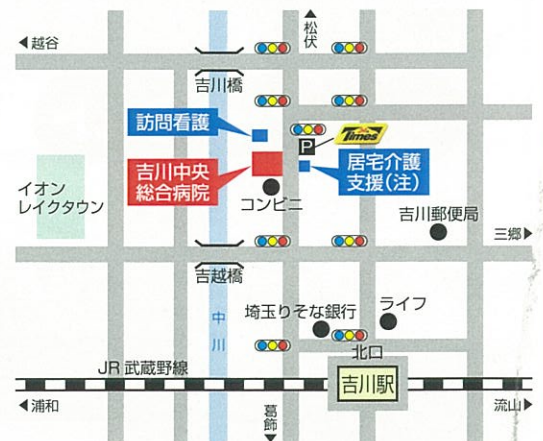 松伏
越谷
吉川橋
訪問看護
P
Times
吉川中央
総合病院
居宅介護
支援(注)
イオン
レイクタウン
コンビニ
吉川郵便局
三郷
吉越橋
中川
埼玉りそな銀行
ライフ
北口
JR 武蔵野線
吉川駅
浦和
葛飾
流山